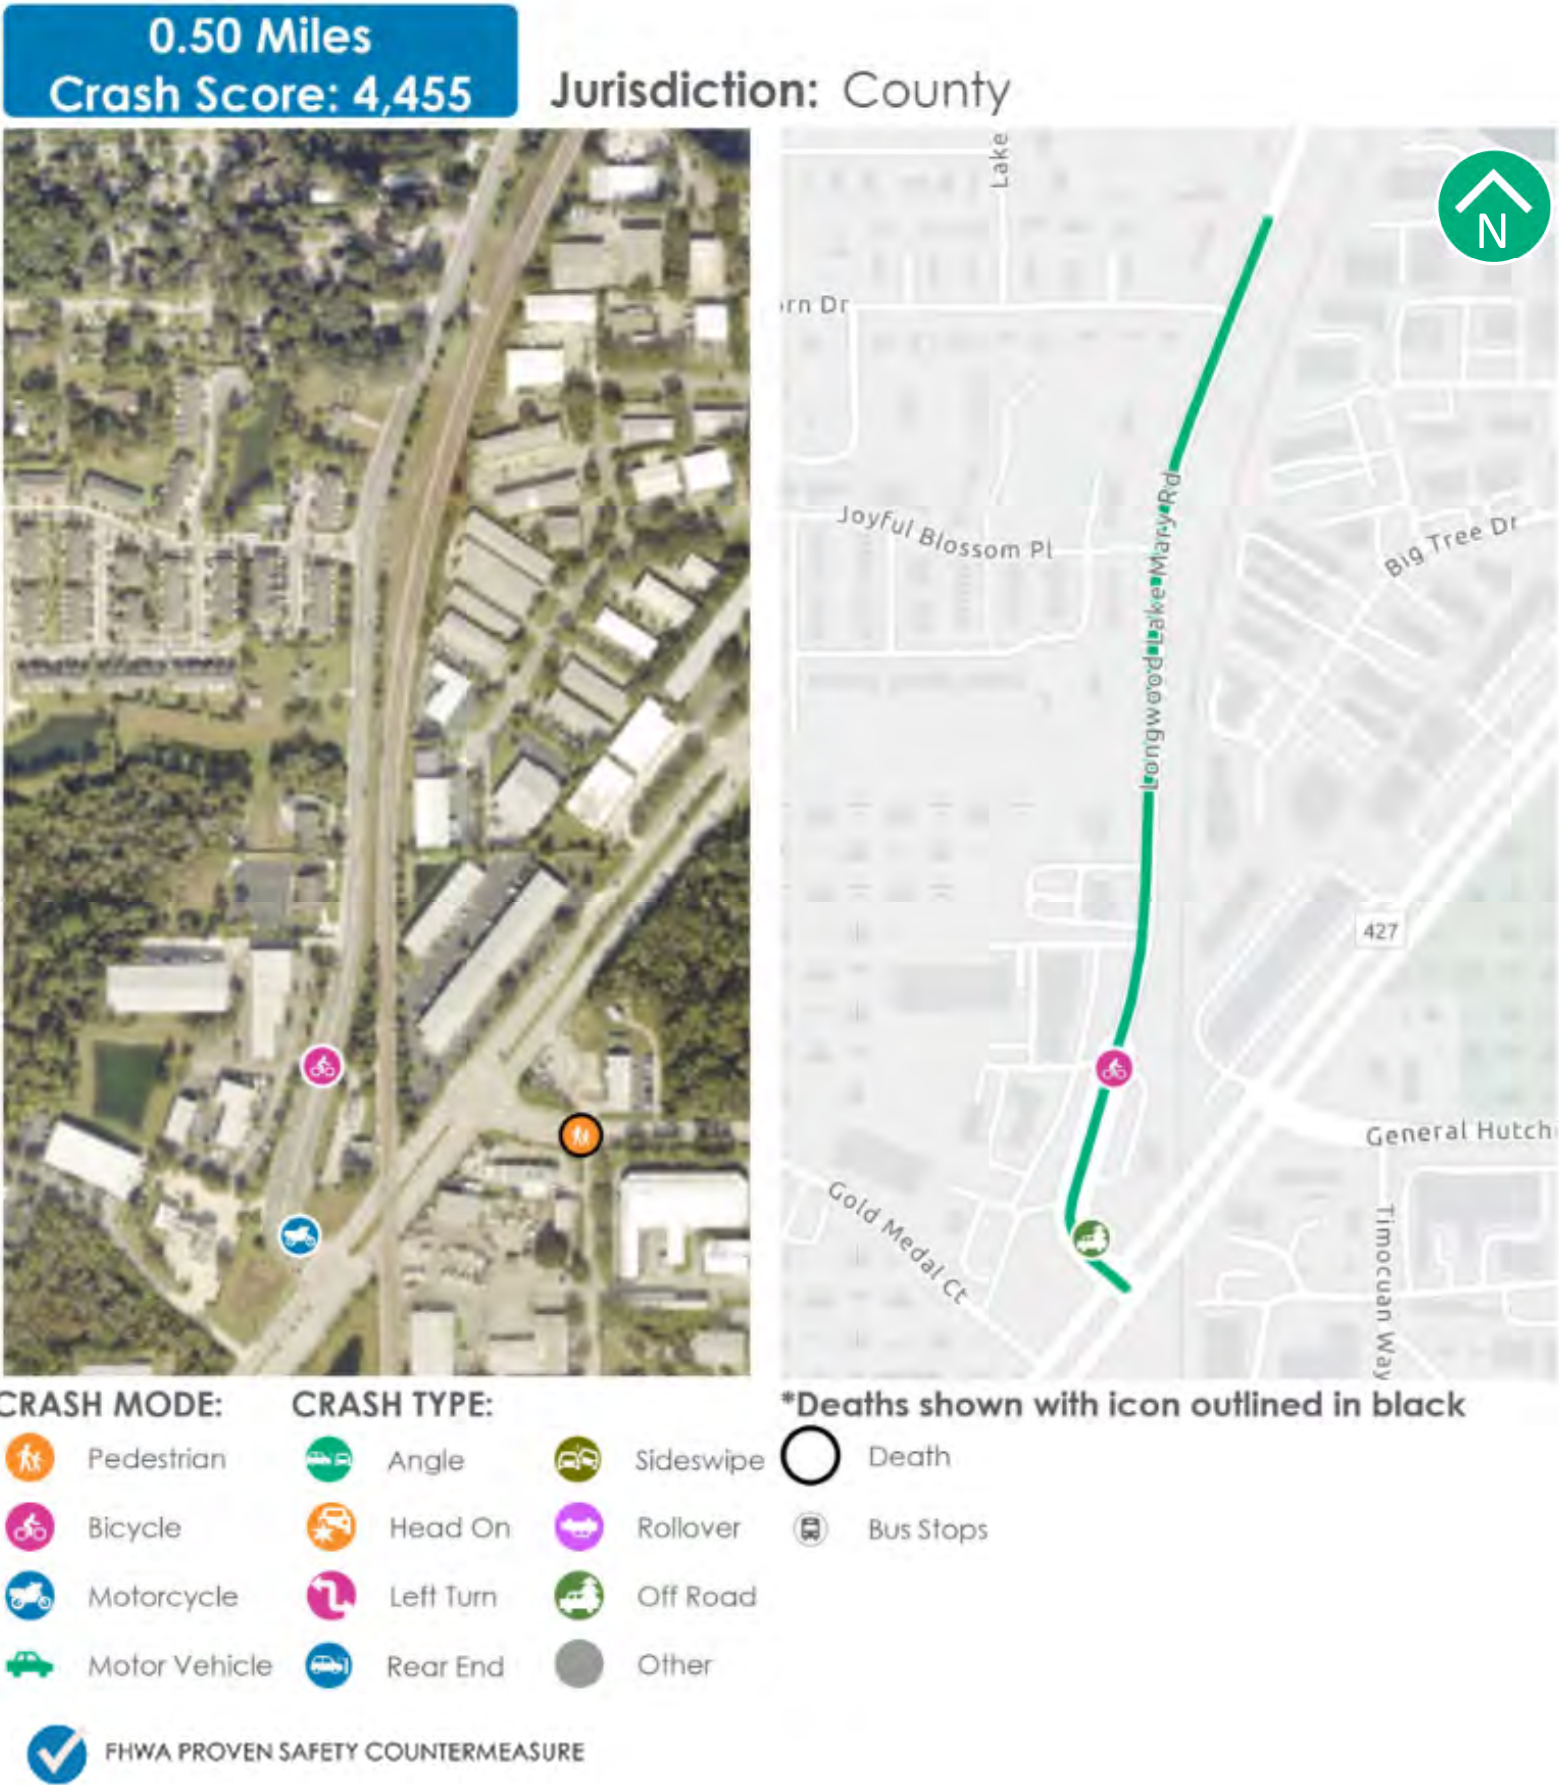 0.50 Miles
Crash Score: 4,455
Jurisdiction: County
Lake
N
rn Dr
Joyful Blossom Pl
Longwood Lake Mary Rd
Big Tree Dr
427
General Hutch
Gold Medal Ct
Timocuan Way
CRASH MODE:
Pedestrian
Bicycle
Motorcycle
Motor Vehicle
CRASH TYPE:
Angle
Head On
Left Turn
Rear End
Sideswipe
Rollover
Off Road
Other
*Deaths shown with icon outlined in black
Death
Bus Stops
FHWA PROVEN SAFETY COUNTERMEASURE